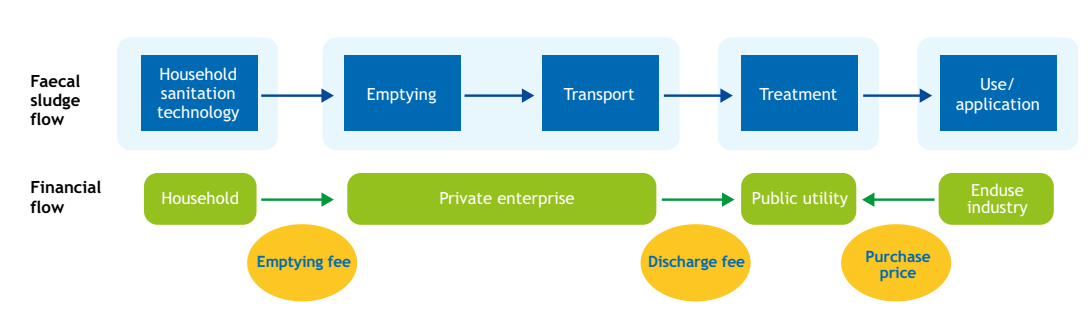 Faecal
sludge
flow
Household
sanitation
technology
Emptying
Transport
Treatment
Use/
application
Financial
flow
Household
Private enterprise
Public utility
Enduse
industry
Emptying fee
Discharge fee
Purchase
price